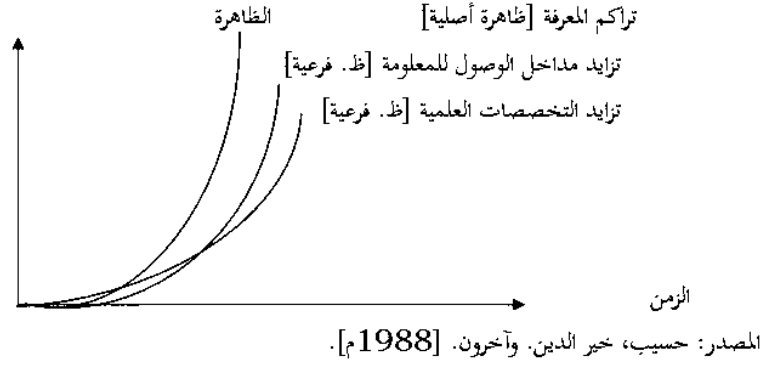 الظاهرة
تراكم المعرفة [ظاهرة أصلية]
تزايد مداخل الوصول للمعلومة [ظ. فرعية]
تزايد التخصصات العلمية [ظ. فرعية]
الزمن
المصدر: حسيب، خير الدين. وآخرون. [1988م].